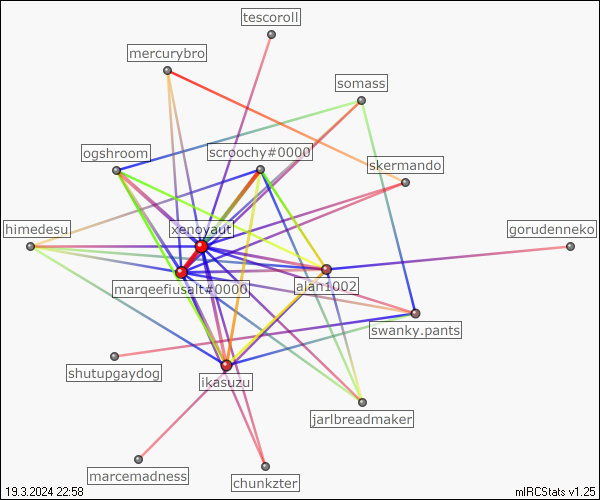 tescoroll
mercurybro
somass
ogshroom
scroochy#0000
skermando
himedesu
xenoyaut
gorudenneko
marqeefiusalt#0000
alan1002
swanky.pants
shutupgaydog
ikasuzu
jarlbreadmaker
marcemadness
chunkzter
19.3.2024 22:58
mIRCStats v1.25